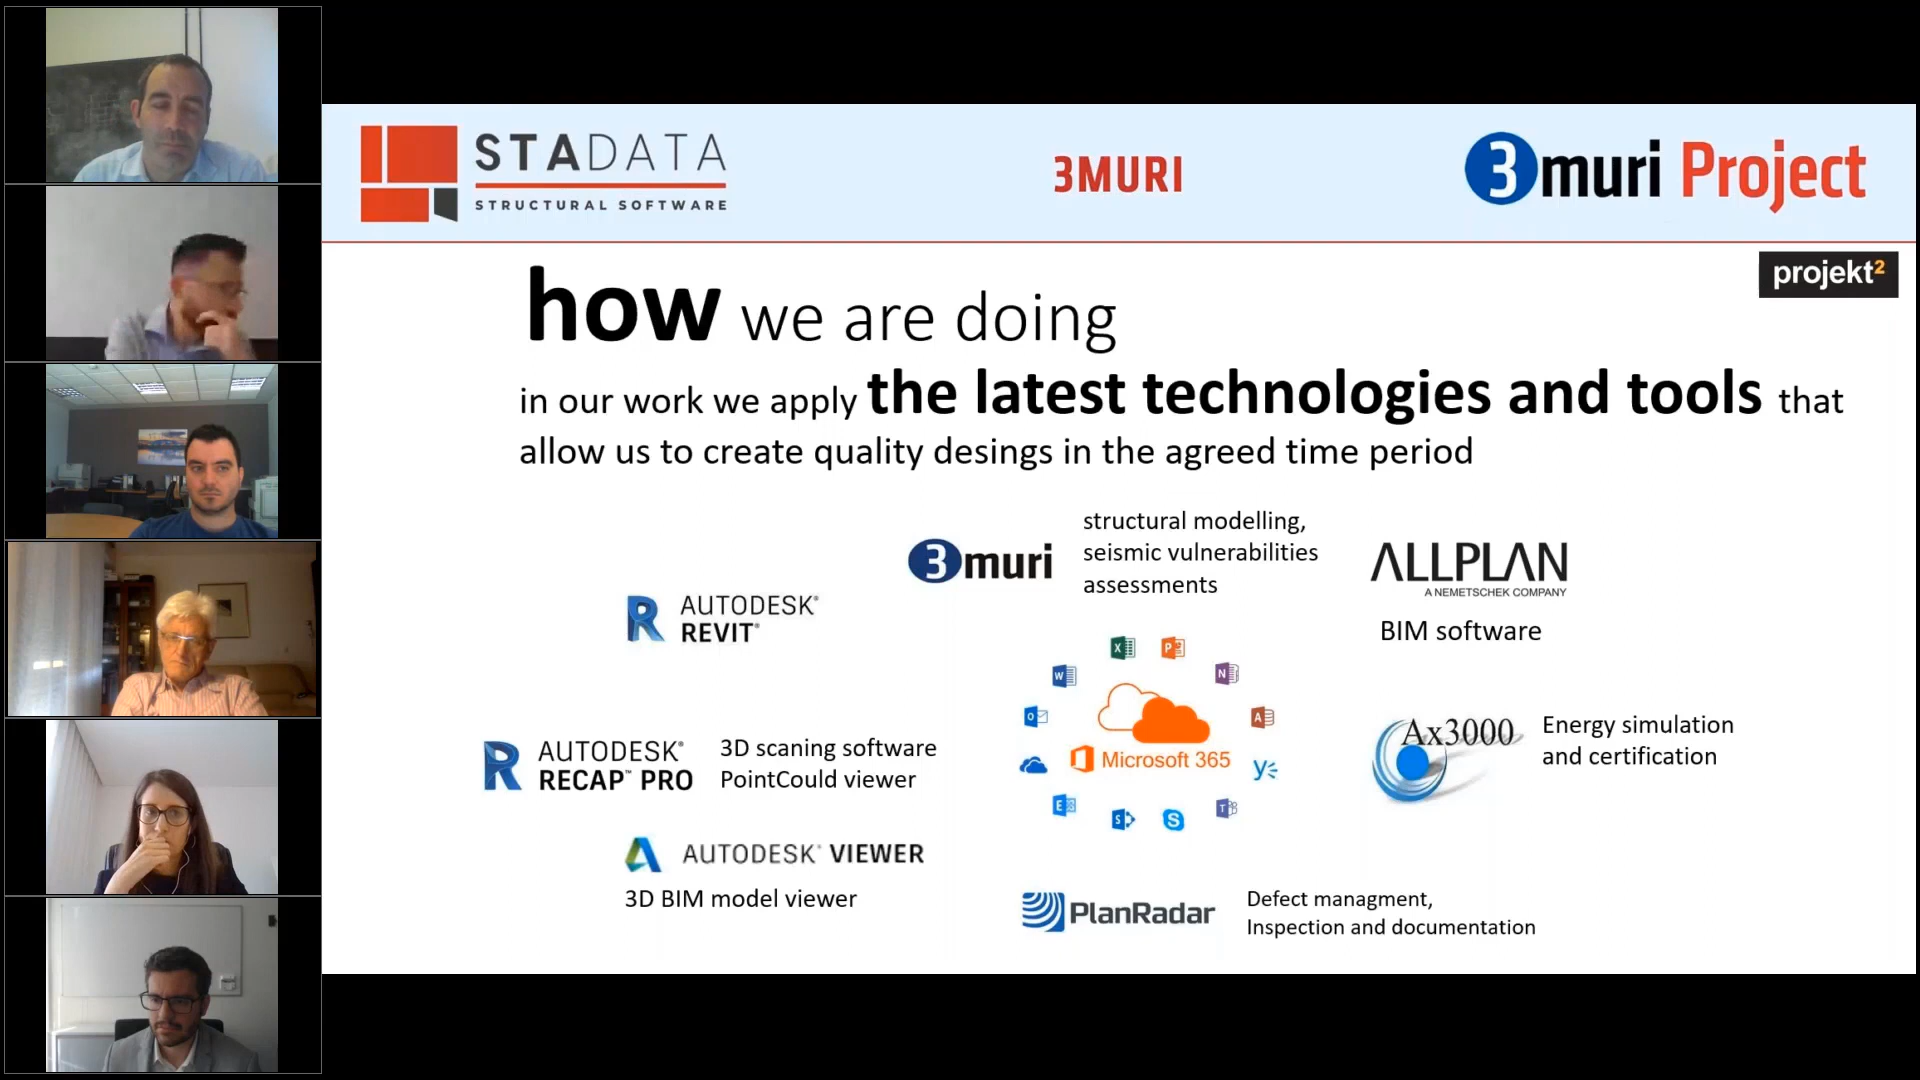 STADATA
STRUCTURAL SOFTWARE
3MURI
3muri Project
projekt²
how we are doing
in our work we apply the latest technologies and tools that
allow us to create quality desings in the agreed time period
3muri
structural modelling,
seismic vulnerabilities
assessments
ALLPLAN
A NEMETSCHEK COMPANY
BIM software
R AUTODESK®
REVIT®
X
P
W
N
O
A
Microsoft 365
E
S
S
T
Ax3000
Energy simulation
and certification
R AUTODESK®
RECAP™ PRO
3D scaning software
PointCould viewer
AUTODESK® VIEWER
3D BIM model viewer
PlanRadar
Defect managment,
Inspection and documentation